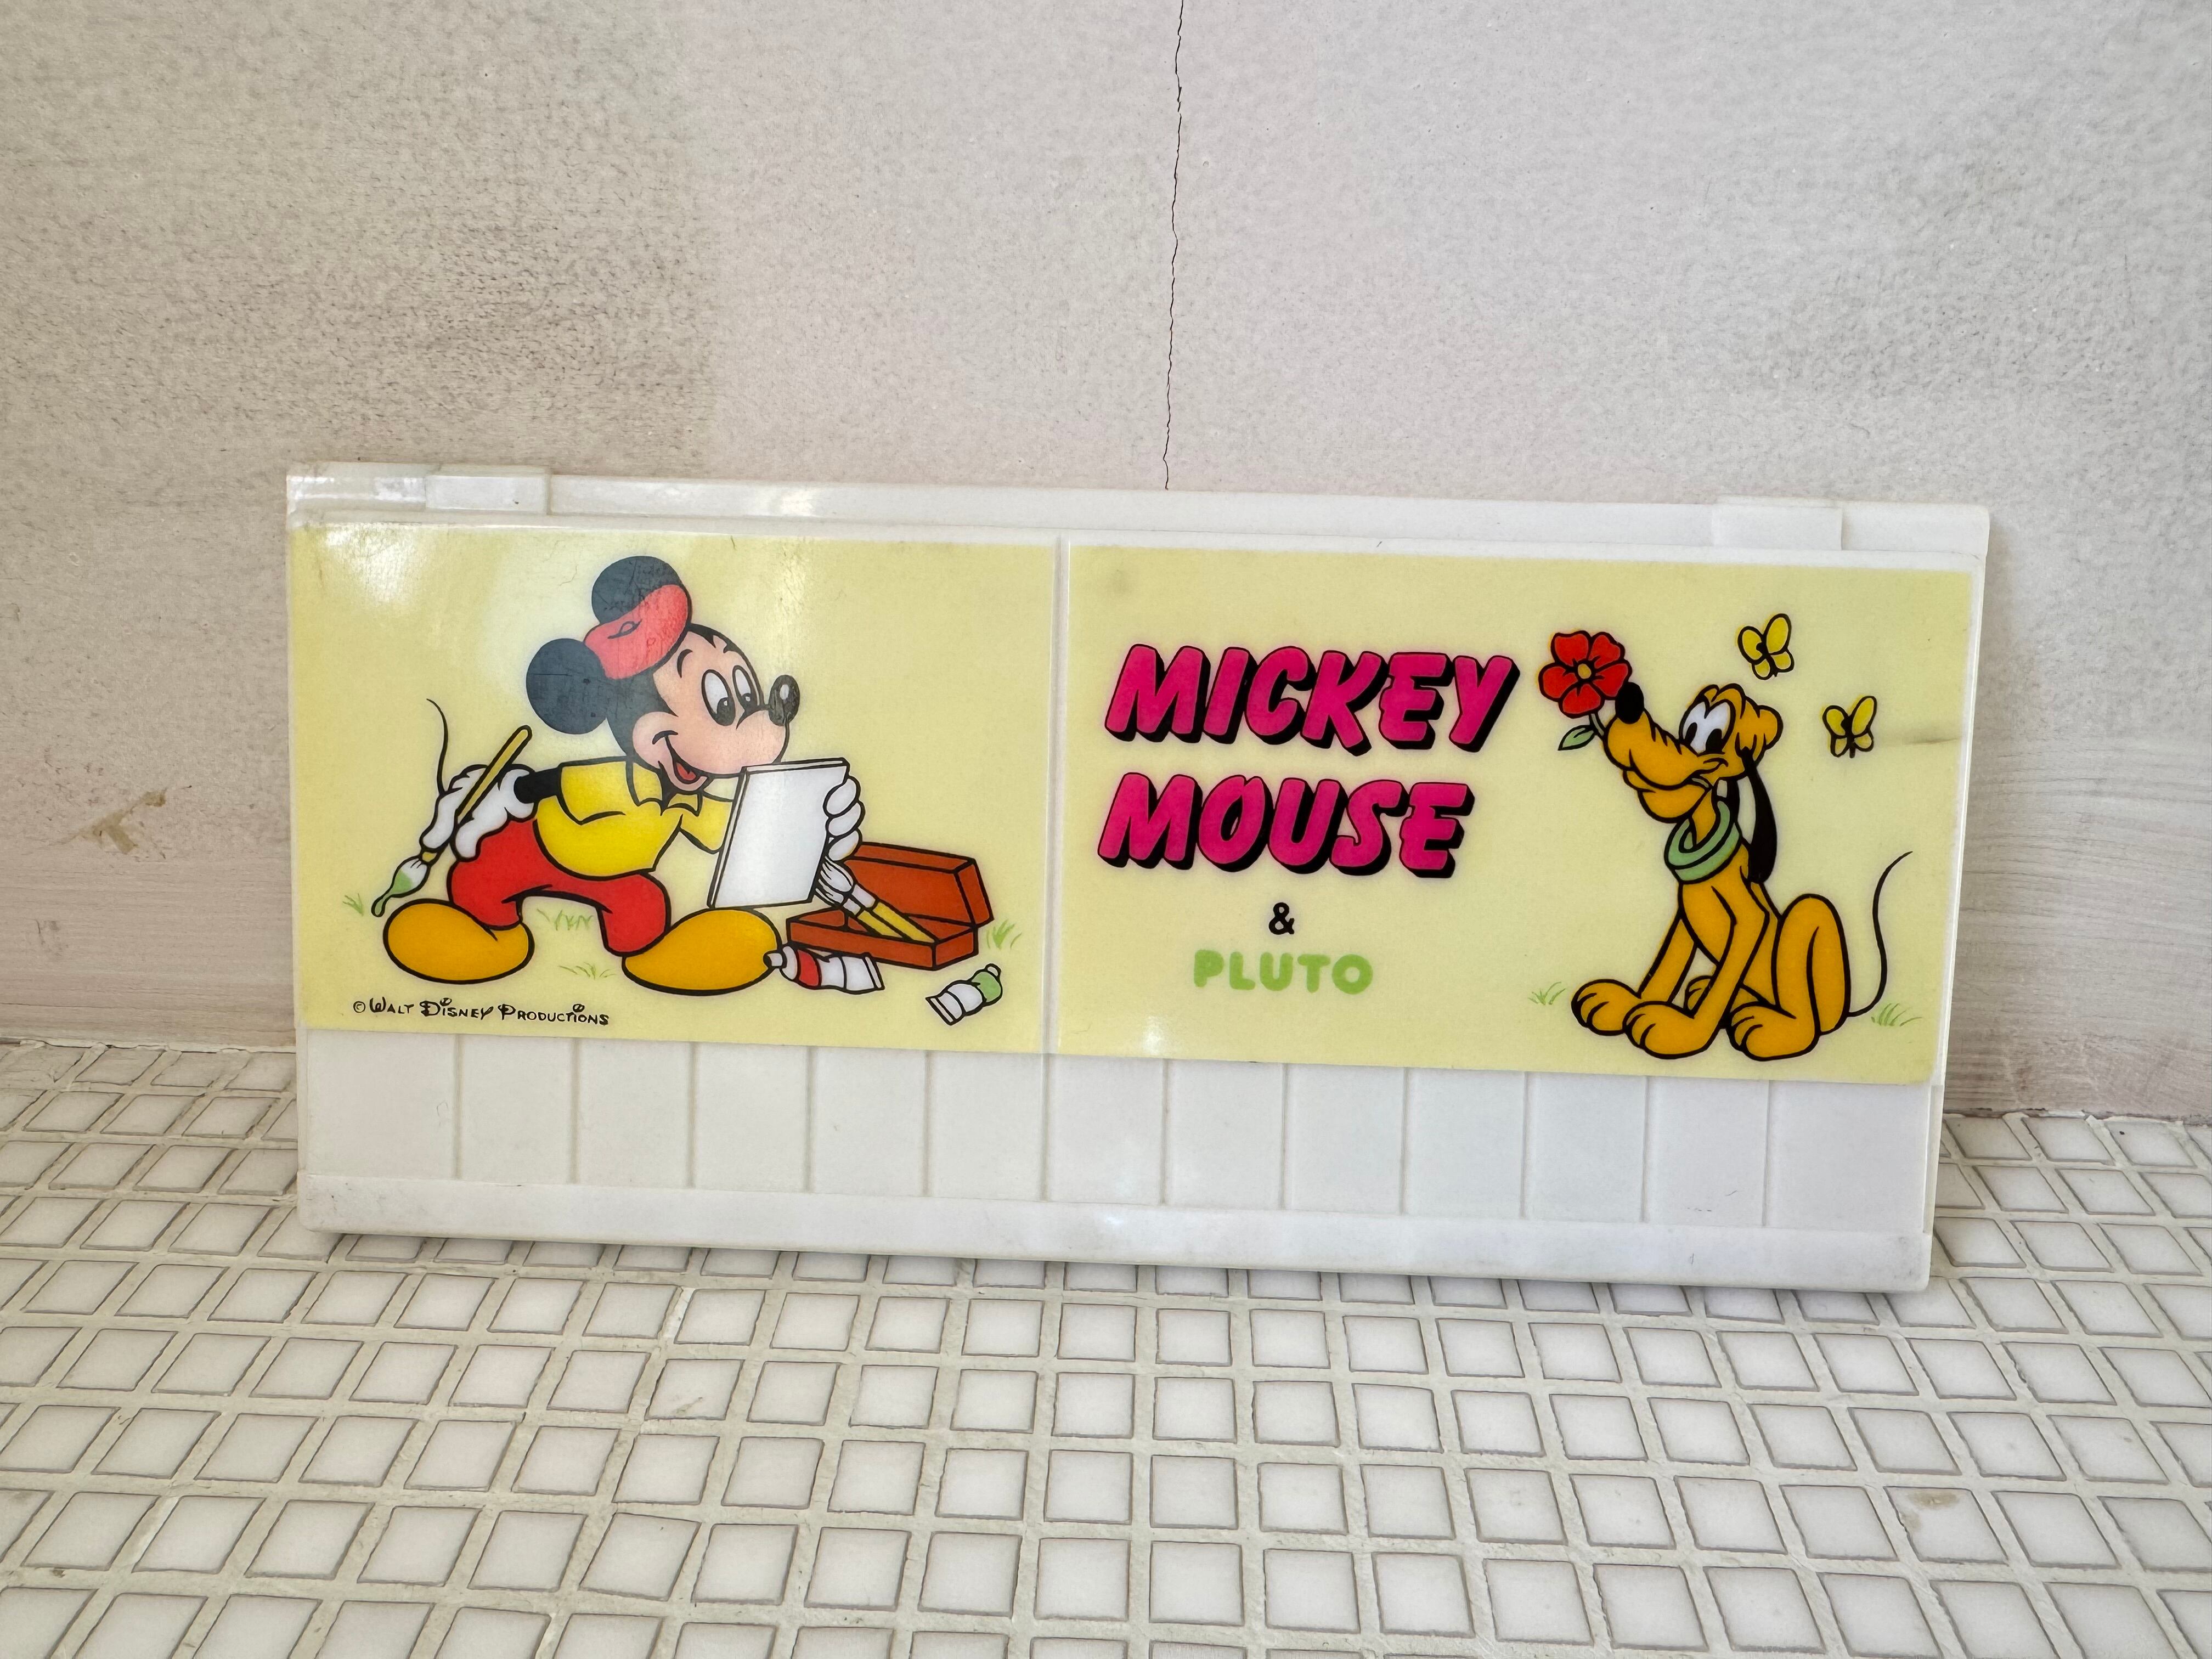 © WALT DISNEY PRODUCTIONS
MICKEY
MOUSE
&
PLUTO